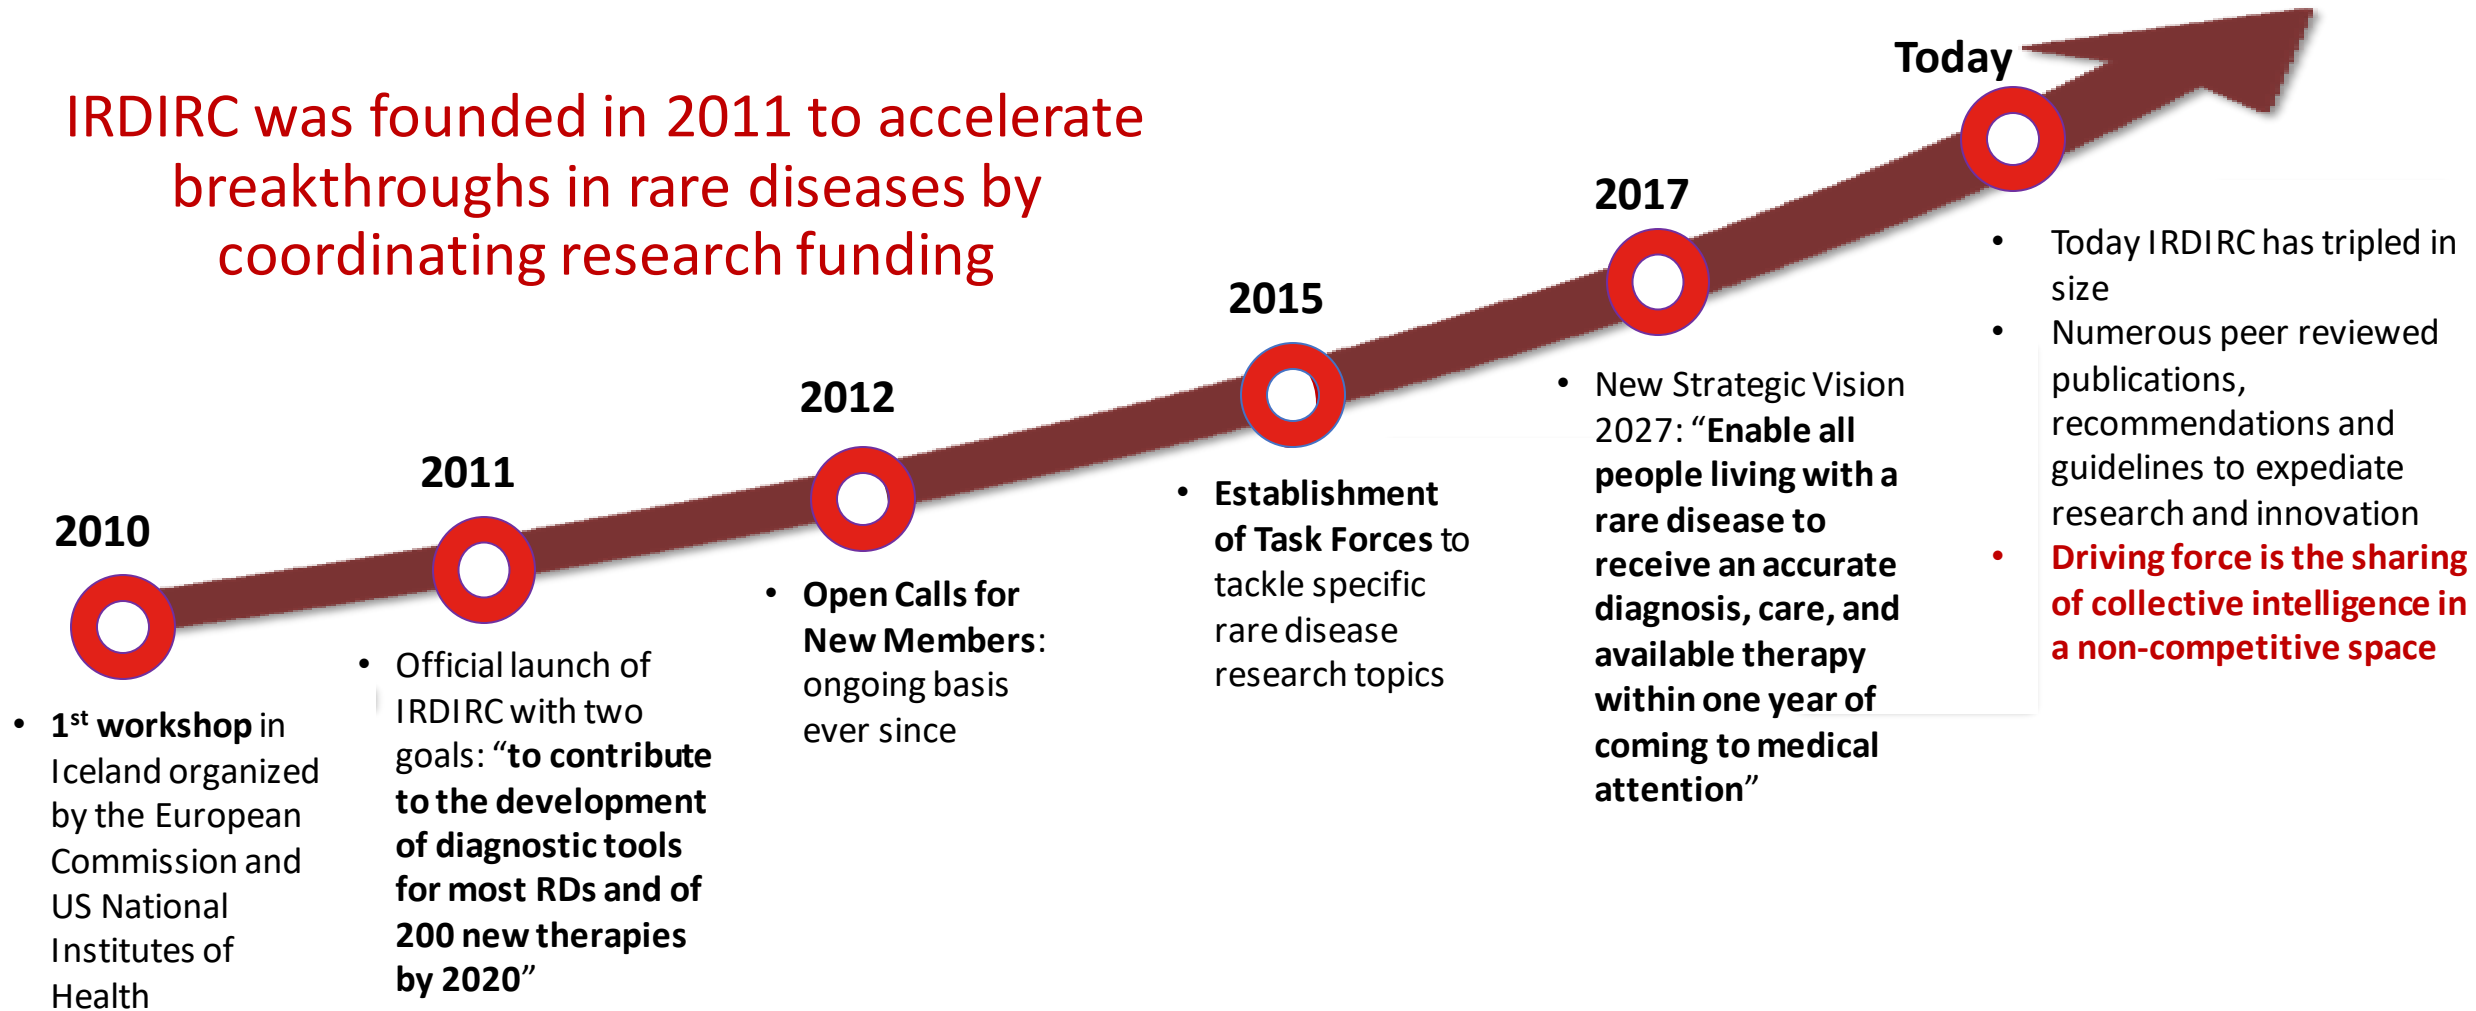 IRDIRC was founded in 2011 to accelerate
breakthroughs in rare diseases by
coordinating research funding
2010
• 1st workshop in
Iceland organized
by the European
Commission and
US National
Institutes of
Health
2011
• Official launch of
IRDIRC with two
goals: “to contribute
to the development
of diagnostic tools
for most RDs and of
200 new therapies
by 2020”
2012
• Open Calls for
New Members:
ongoing basis
ever since
2015
• Establishment
of Task Forces to
tackle specific
rare disease
research topics
2017
• New Strategic Vision
2027: “Enable all
people living with a
rare disease to
receive an accurate
diagnosis, care, and
available therapy
within one year of
coming to medical
attention”
Today
• Today IRDIRC has tripled in
size
• Numerous peer reviewed
publications,
recommendations and
guidelines to expediate
research and innovation
• Driving force is the sharing
of collective intelligence in
a non-competitive space